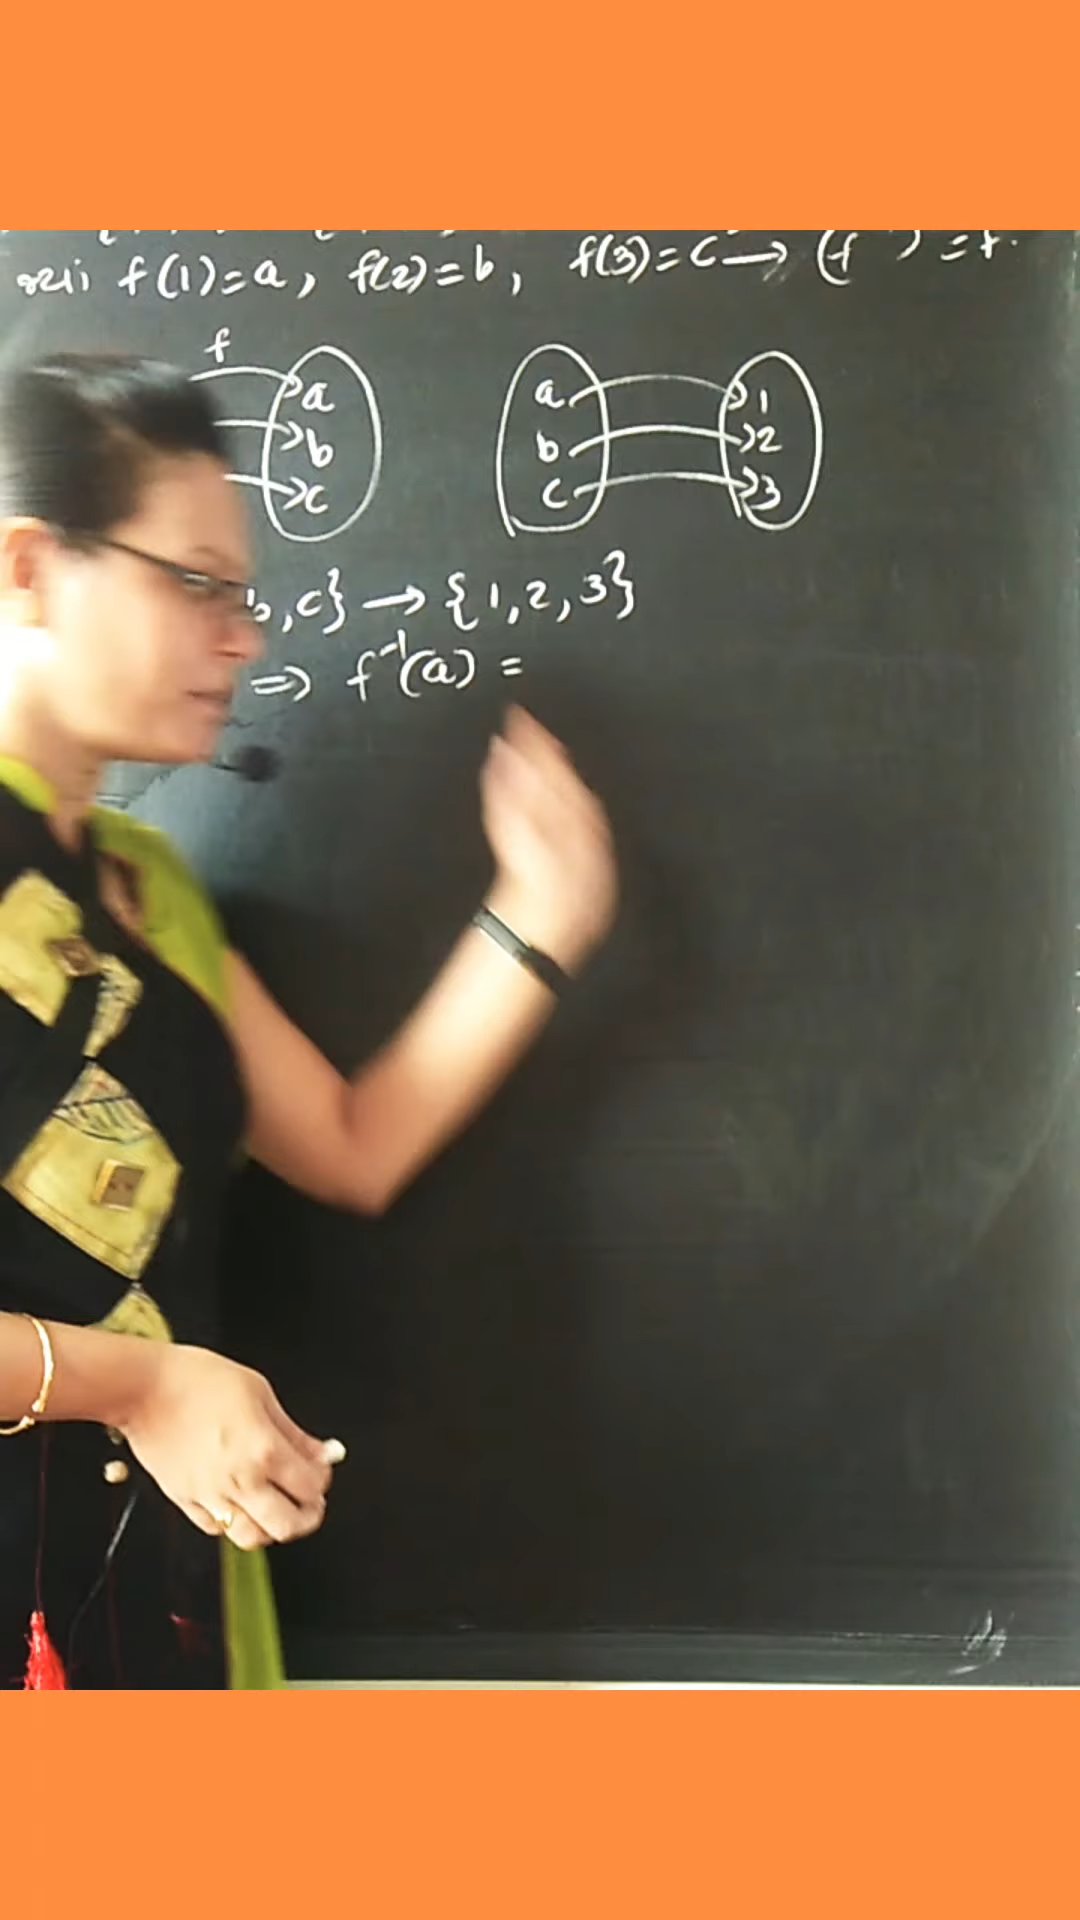 f(1)=a, f(2)=b, f(3)=c→(f ) = f.
f
a
b
c
a
b
c
1
2
3
b,c} → {1,2,3}
⇒ f⁻¹(a) =